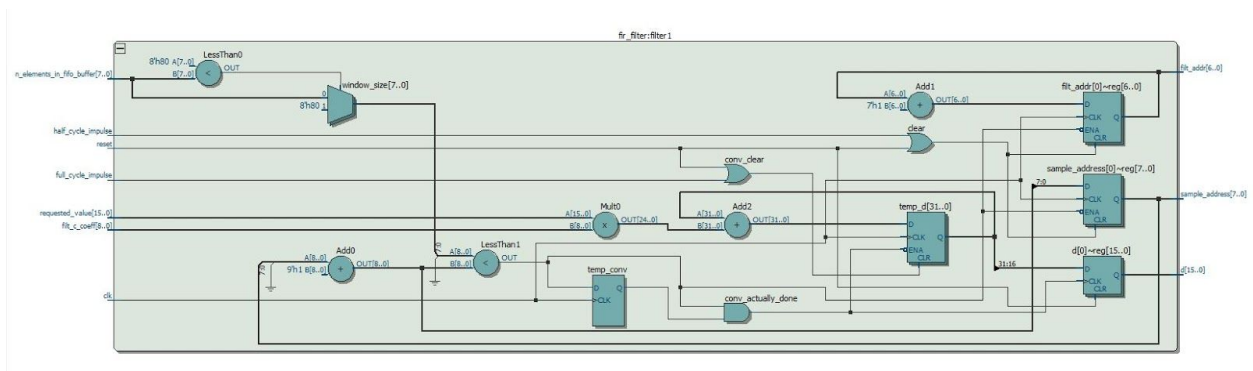 fir_filter:filter1
LessThan0
8'h80 A[7..0]
B[7..0]
<
OUT
n_elements_in_fifo_buffer[7..0]
window_size[7..0]
0
8'h80 1
filt_addr[6..0]
Add1
A[6..0]
7'h1 B[6..0]
+
OUT[6..0]
filt_addr[0]~reg[6..0]
D
CLK
Q
ENA
CLR
half_cycle_impulse
reset
clear
conv_clear
full_cycle_impulse
sample_address[0]~reg[7..0]
7:0
D
CLK
Q
ENA
CLR
sample_address[7..0]
requested_value[15..0]
filt_c_coeff[8..0]
Mult0
A[15..0]
B[8..0]
x
OUT[24..0]
Add2
A[31..0]
B[31..0]
+
OUT[31..0]
temp_d[31..0]
D
CLK
Q
ENA
CLR
31:16
d[0]~reg[15..0]
D
CLK
Q
CLR
d[15..0]
7:0
Add0
A[8..0]
9'h1 B[8..0]
+
OUT[8..0]
7:0
LessThan1
A[8..0]
B[8..0]
<
OUT
temp_conv
D
CLK
Q
conv_actually_done
clk